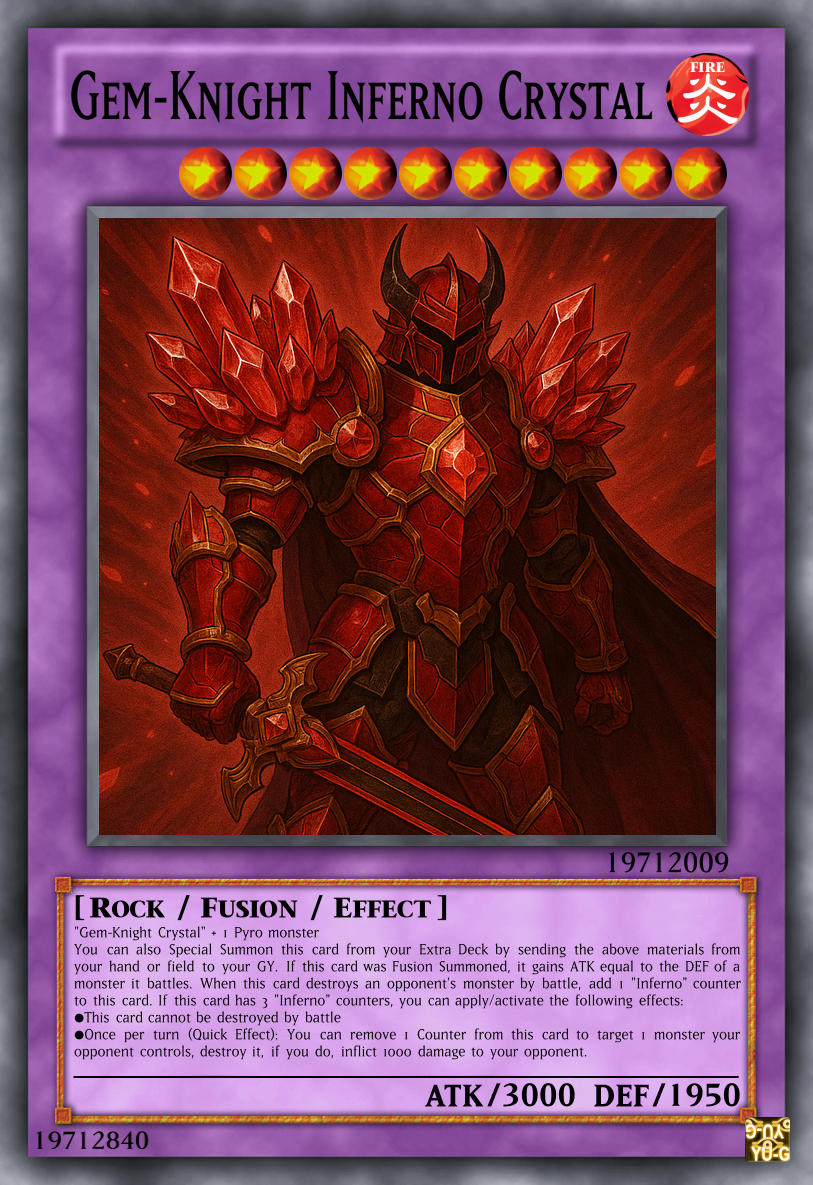 GEM-KNIGHT INFERNO CRYSTAL
FIRE
炎
19712009
[ ROCK / FUSION / EFFECT ]
"Gem-Knight Crystal" + 1 Pyro monster
You can also Special Summon this card from your Extra Deck by sending the above materials from
your hand or field to your GY. If this card was Fusion Summoned, it gains ATK equal to the DEF of a
monster it battles. When this card destroys an opponent's monster by battle, add 1 "Inferno" counter
to this card. If this card has 3 "Inferno" counters, you can apply/activate the following effects:
●This card cannot be destroyed by battle
●Once per turn (Quick Effect): You can remove 1 Counter from this card to target 1 monster your
opponent controls, destroy it, if you do, inflict 1000 damage to your opponent.
ATK/3000 DEF/1950
19712840